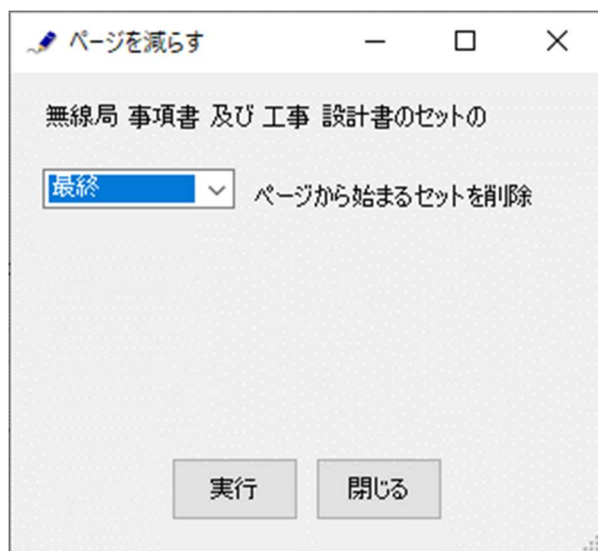 ページを減らす
無線局 事項書 及び 工事 設計書のセットの
最終 ページから始まるセットを削除
実行 閉じる